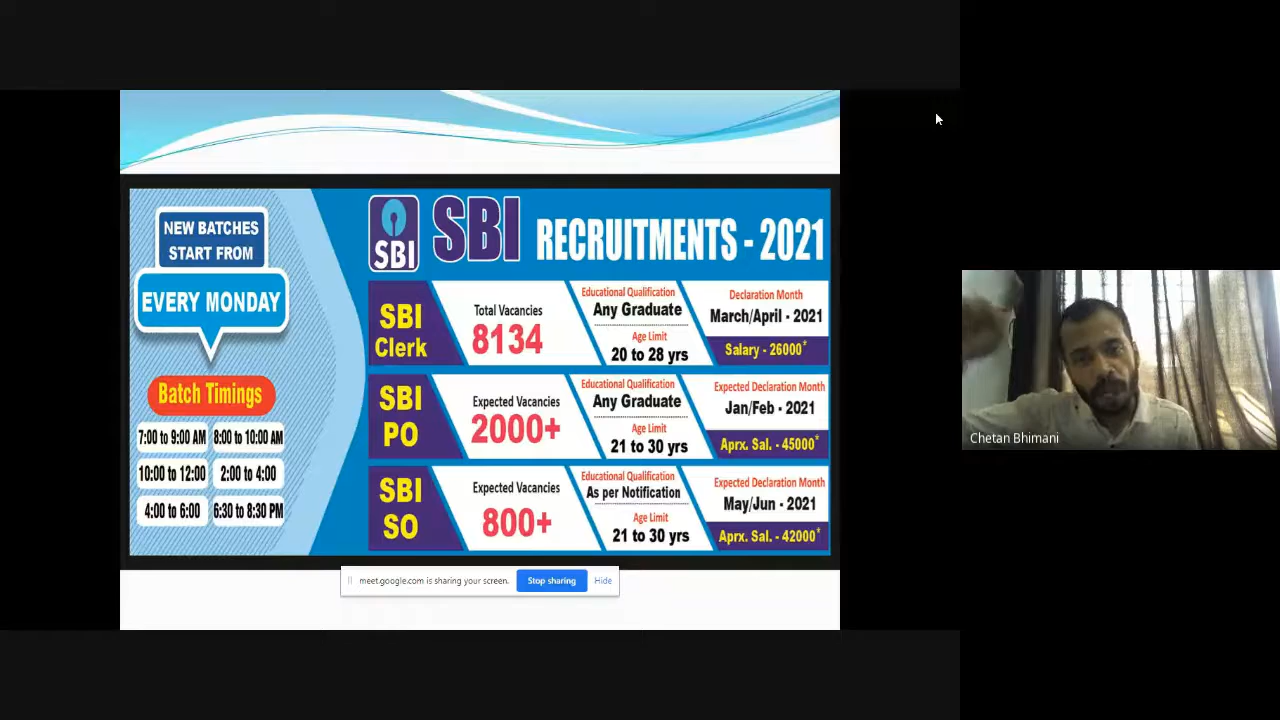 NEW BATCHES
START FROM
EVERY MONDAY
Batch Timings
7:00 to 9:00 AM 8:00 to 10:00 AM
10:00 to 12:00 2:00 to 4:00
4:00 to 6:00 6:30 to 8:30 PM
SBI SBI RECRUITMENTS - 2021
SBI
Clerk
Total Vacancies
8134
Educational Qualification
Any Graduate
Age Limit
20 to 28 yrs
Declaration Month
March/April - 2021
Salary - 26000*
SBI
PO
Expected Vacancies
2000+
Educational Qualification
Any Graduate
Age Limit
21 to 30 yrs
Expected Declaration Month
Jan/Feb - 2021
Aprx. Sal. - 45000*
SBI
SO
Expected Vacancies
800+
Educational Qualification
As per Notification
Age Limit
21 to 30 yrs
Expected Declaration Month
May/Jun - 2021
Aprx. Sal. - 42000*
meet.google.com is sharing your screen. Stop sharing Hide
Chetan Bhimani